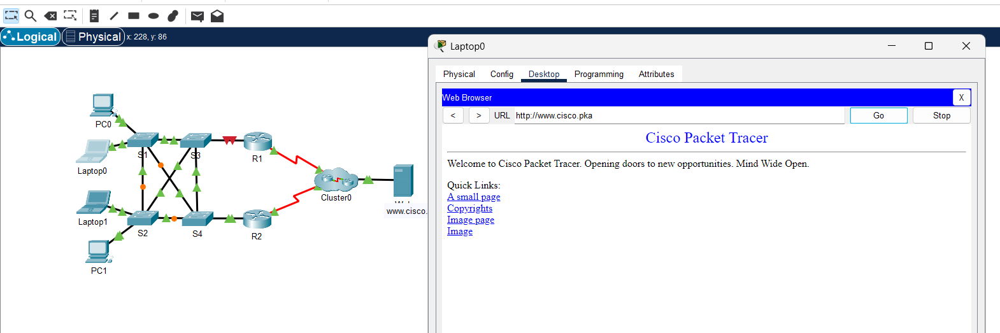 Logical Physical x: 228, y: 86
PC0
Laptop0
S1
S3
R1
Laptop1
S2
S4
R2
PC1
Cluster0
www.cisco.
Laptop0
Physical Config Desktop Programming Attributes
Web Browser X
< > URL http://www.cisco.pka Go Stop
Cisco Packet Tracer
Welcome to Cisco Packet Tracer. Opening doors to new opportunities. Mind Wide Open.
Quick Links:
A small page
Copyrights
Image page
Image